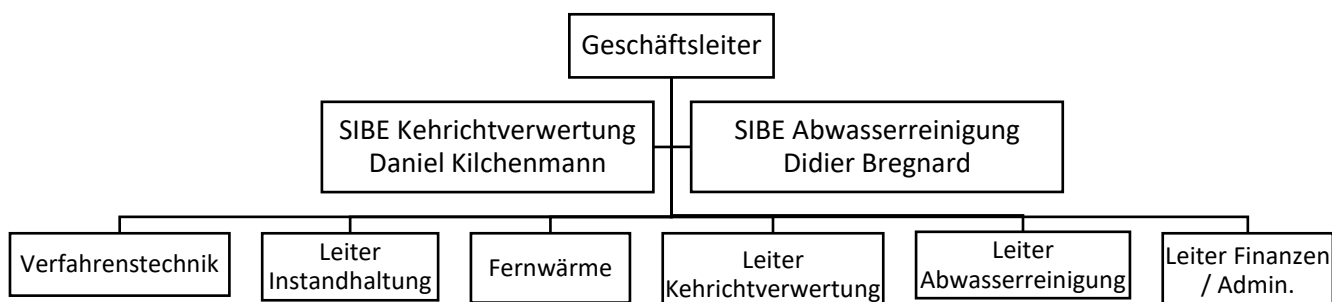 Geschäftsleiter
SIBE Kehrichtverwertung
Daniel Kilchenmann
SIBE Abwasserreinigung
Didier Bregnard
Verfahrenstechnik
Leiter
Instandhaltung
Fernwärme
Leiter
Kehrichtverwertung
Leiter
Abwasserreinigung
Leiter Finanzen
/ Admin.